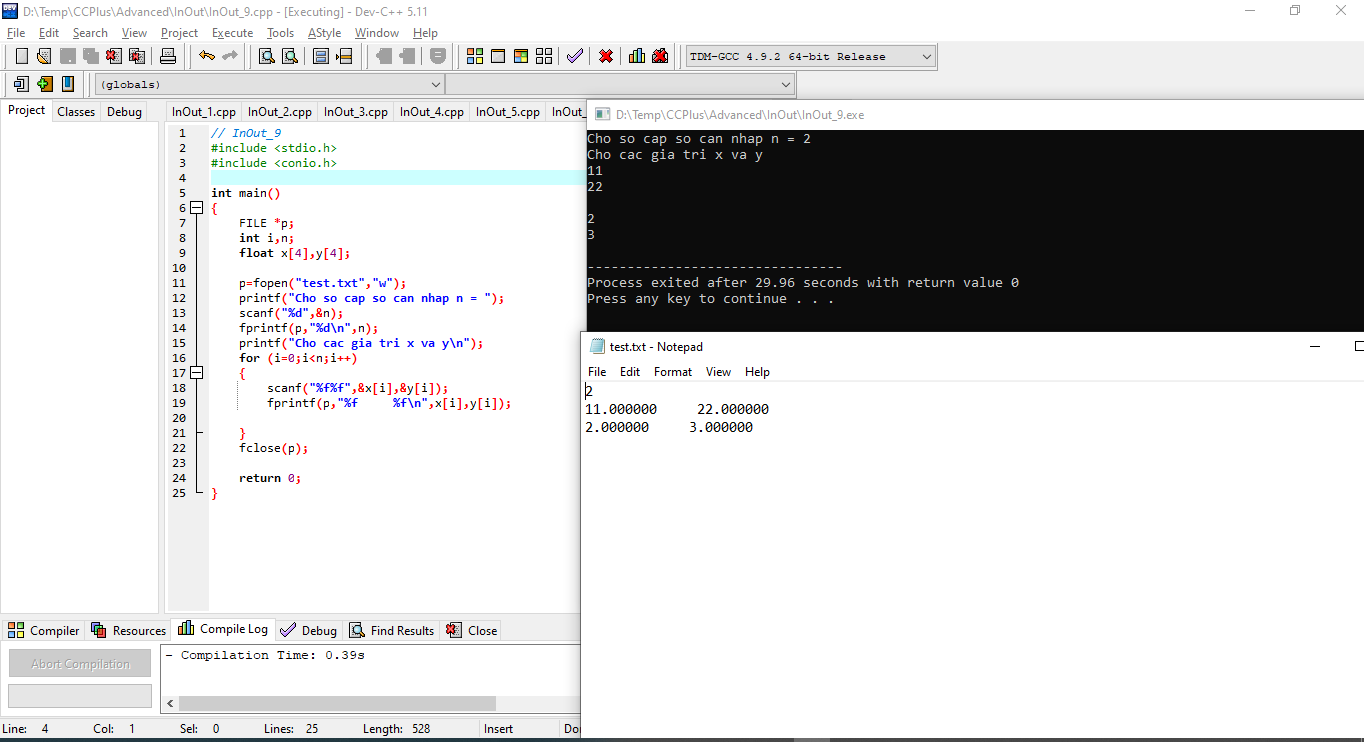 D:\Temp\CCPlus\Advanced\InOut\InOut_9.cpp - [Executing] - Dev-C++ 5.11
File Edit Search View Project Execute Tools AStyle Window Help
TDM-GCC 4.9.2 64-bit Release
(globals)
Project Classes Debug
InOut_1.cpp InOut_2.cpp InOut_3.cpp InOut_4.cpp InOut_5.cpp InOut_
1 // InOut_9
2 #include <stdio.h>
3 #include <conio.h>
4
5 int main()
6 {
7 FILE *p;
8 int i,n;
9 float x[4],y[4];
10
11 p=fopen("test.txt","w");
12 printf("Cho so cap so can nhap n = ");
13 scanf("%d",&n);
14 fprintf(p,"%d\n",n);
15 printf("Cho cac gia tri x va y\n");
16 for (i=0;i<n;i++)
17 {
18 scanf("%f%f",&x[i],&y[i]);
19 fprintf(p,"%f     %f\n",x[i],y[i]);
20
21 }
22 fclose(p);
23
24 return 0;
25 }
D:\Temp\CCPlus\Advanced\InOut\InOut_9.exe
Cho so cap so can nhap n = 2
Cho cac gia tri x va y
11
22
2
3
--------------------------------
Process exited after 29.96 seconds with return value 0
Press any key to continue . . .
test.txt - Notepad
File Edit Format View Help
2
11.000000     22.000000
2.000000     3.000000
Compiler Resources Compile Log Debug Find Results Close
Abort Compilation
- Compilation Time: 0.39s
Line: 4 Col: 1 Sel: 0 Lines: 25 Length: 528 Insert Do